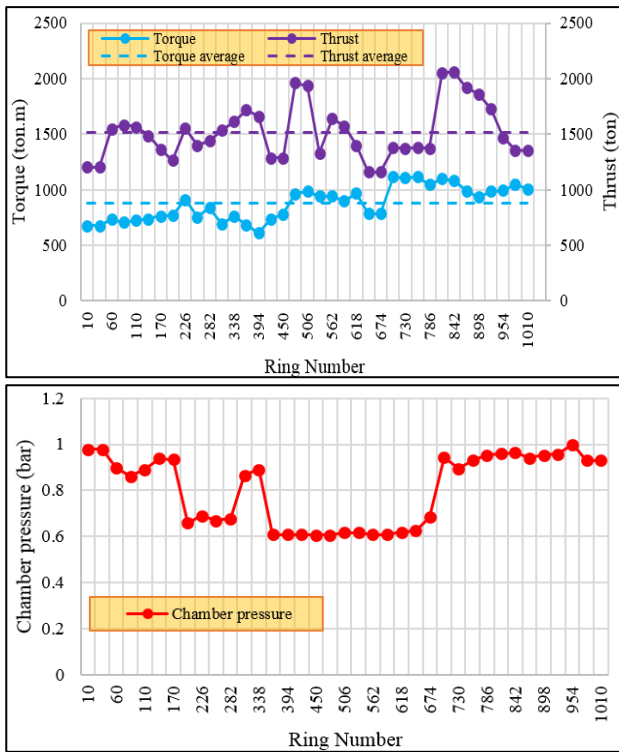 2500
2000
1500
1000
500
0
Torque (ton.m)
Torque
Thrust
Torque average
Thrust average
2500
2000
1500
1000
500
0
Thrust (ton)
10 60 110 170 226 282 338 394 450 506 562 618 674 730 786 842 898 954 1010
Ring Number
1.2
1
0.8
0.6
0.4
0.2
0
Chamber pressure (bar)
Chamber pressure
10 60 110 170 226 282 338 394 450 506 562 618 674 730 786 842 898 954 1010
Ring Number